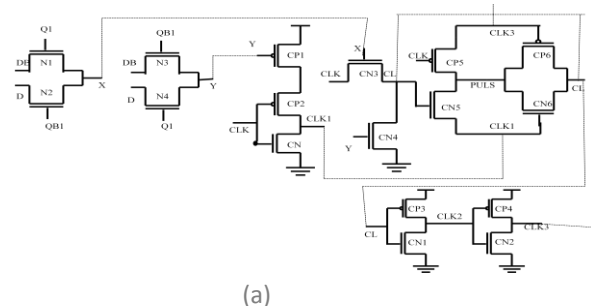 Q1
DB
N1
D
N2
QB1
X
QB1
DB
N3
D
N4
Q1
Y
Y
CP1
CP2
CLK
CN
CLK1
X
CLK
CN3
CL
Y
CN4
CLK
CP5
CLK3
CP6
PULS
CN5
CN6
CL
CLK1
CP3
CL
CN1
CLK2
CP4
CN2
CLK3
(a)